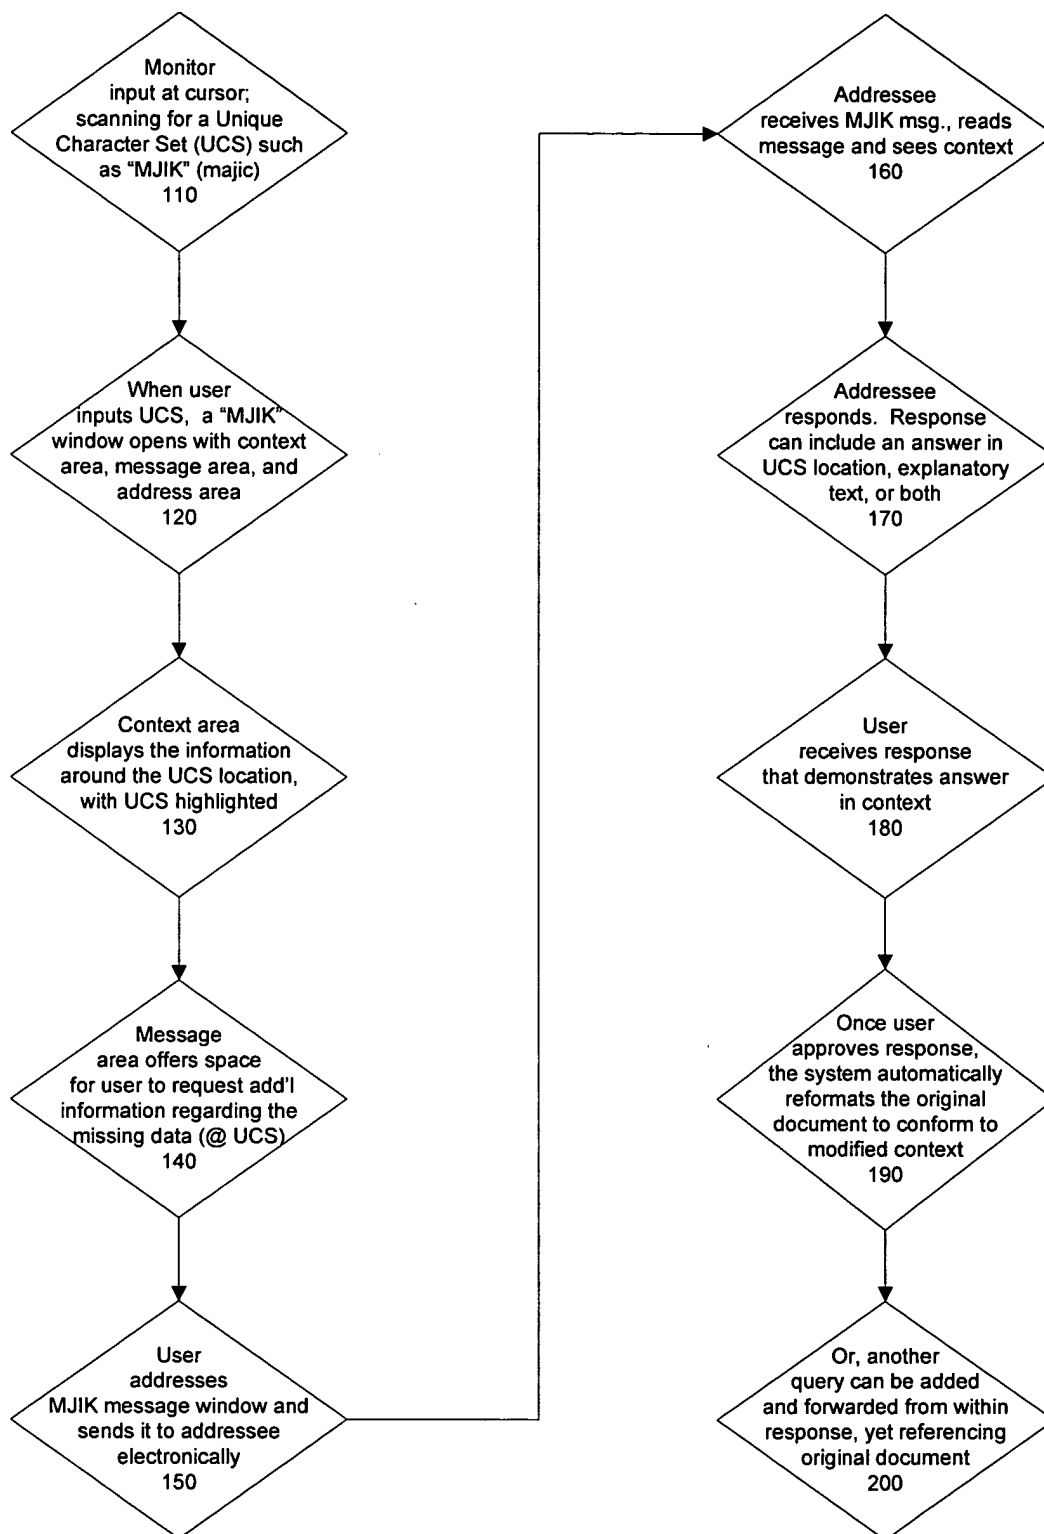 Monitor
input at cursor;
scanning for a Unique
Character Set (UCS) such
as "MJIK" (majic)
110
When user
inputs UCS, a "MJIK"
window opens with context
area, message area, and
address area
120
Context area
displays the information
around the UCS location,
with UCS highlighted
130
Message
area offers space
for user to request add'l
information regarding the
missing data (@ UCS)
140
User
addresses
MJIK message window and
sends it to addressee
electronically
150
Addressee
receives MJIK msg., reads
message and sees context
160
Addressee
responds. Response
can include an answer in
UCS location, explanatory
text, or both
170
User
receives response
that demonstrates answer
in context
180
Once user
approves response,
the system automatically
reformats the original
document to conform to
modified context
190
Or, another
query can be added
and forwarded from within
response, yet referencing
original document
200